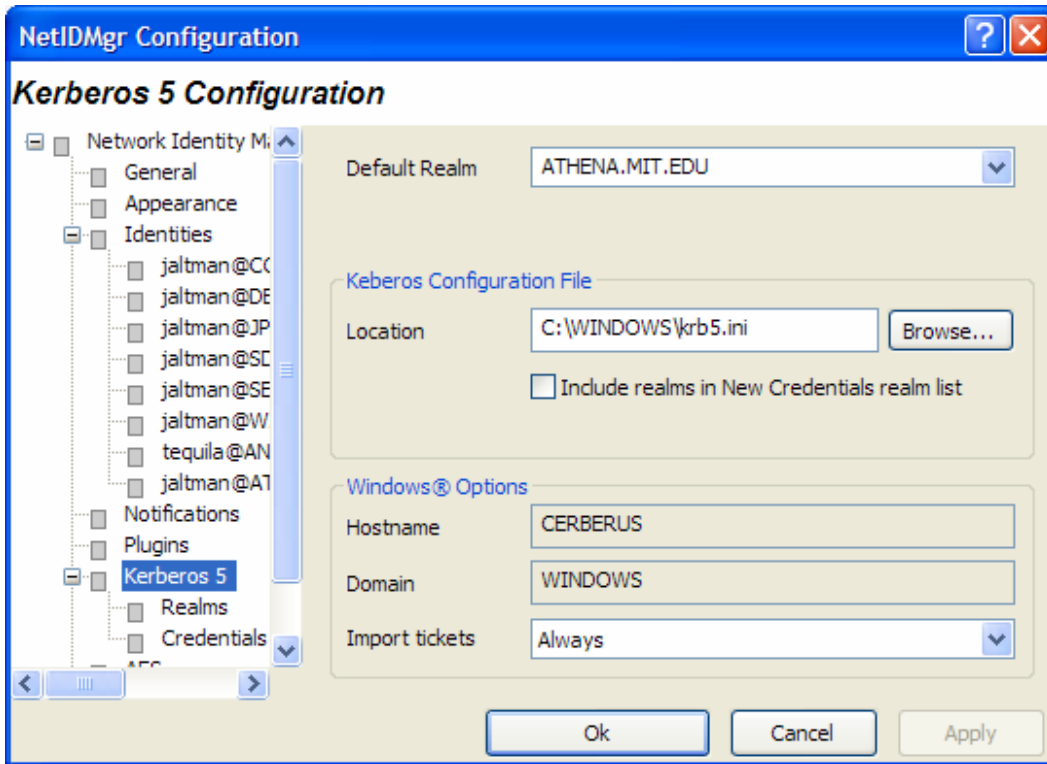 NetIDMgr Configuration
Kerberos 5 Configuration
Network Identity Ma
General
Appearance
Identities
jaltman@CO
jaltman@DE
jaltman@JP
jaltman@SD
jaltman@SE
jaltman@W
tequila@AN
jaltman@AT
Notifications
Plugins
Kerberos 5
Realms
Credentials
AFS
Default Realm ATHENA.MIT.EDU
Keberos Configuration File
Location C:\WINDOWS\krb5.ini Browse...
Include realms in New Credentials realm list
Windows® Options
Hostname CERBERUS
Domain WINDOWS
Import tickets Always
Ok Cancel Apply